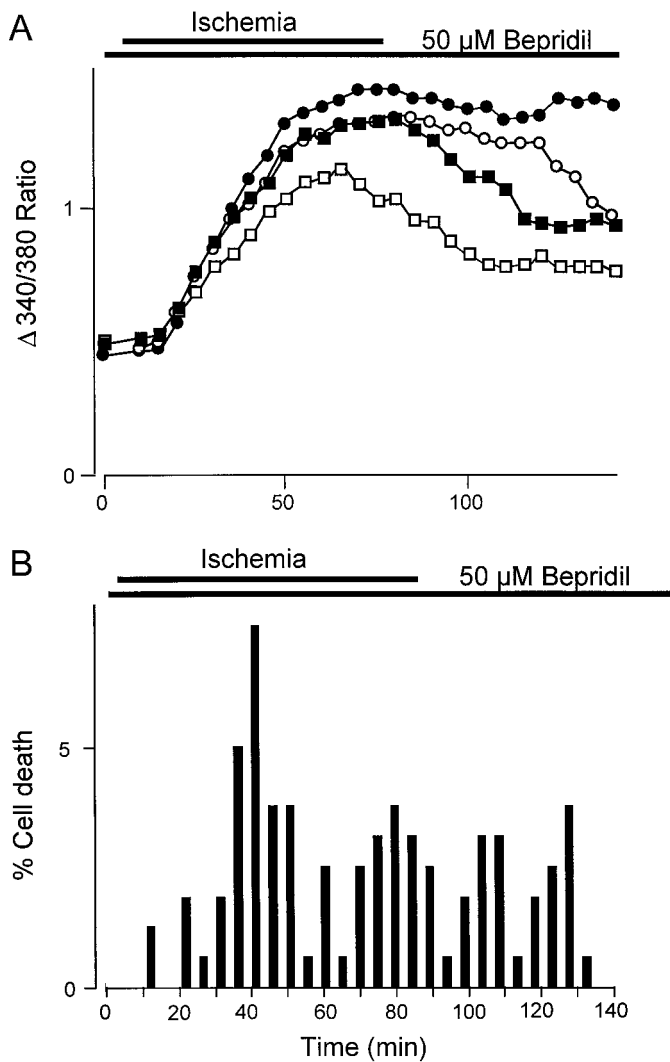 A
Ischemia
50 µM Bepridil
Δ 340/380 Ratio
1
0
0 50 100
B
Ischemia
50 µM Bepridil
% Cell death
5
0
0 20 40 60 80 100 120 140
Time (min)